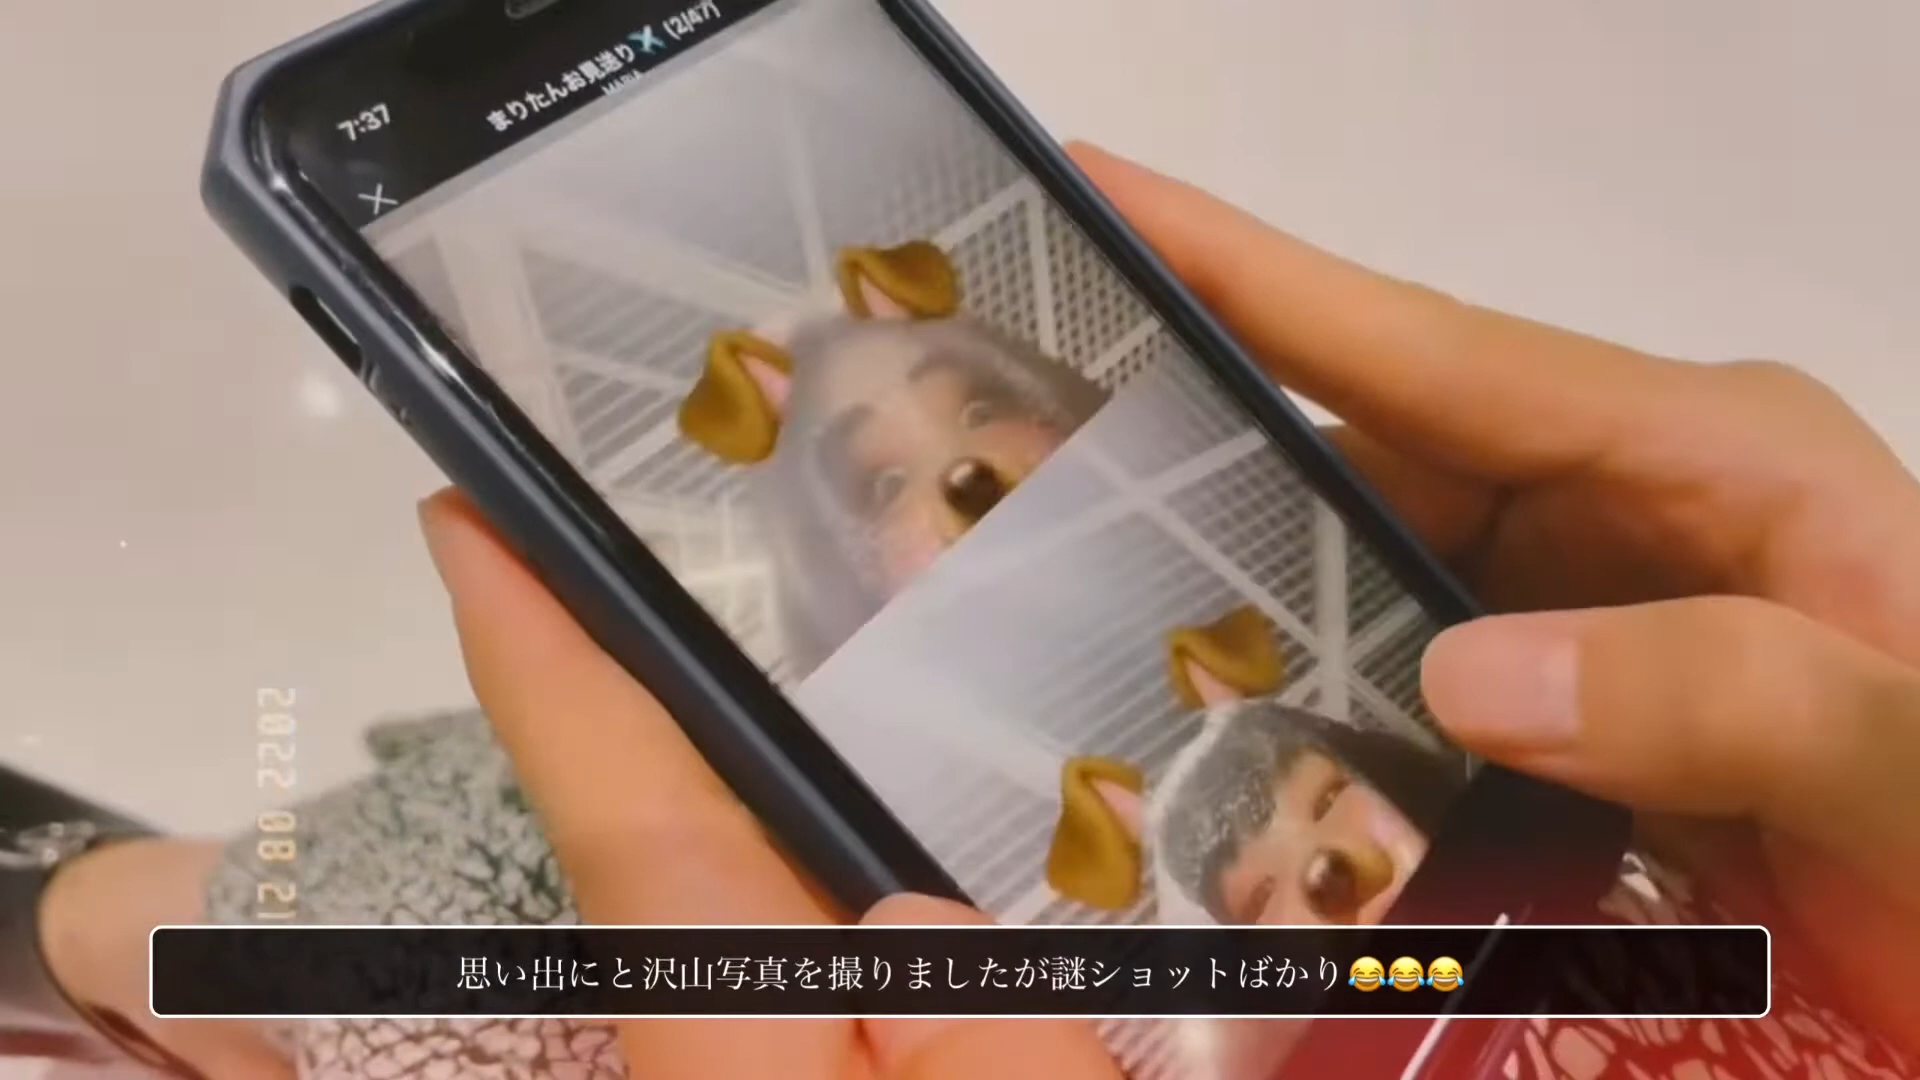 7:37
まりたんお見送り✈️ (2/47)
MARIA
2022 08 21
思い出にと沢山写真を撮りましたが謎ショットばかり😂😂😂